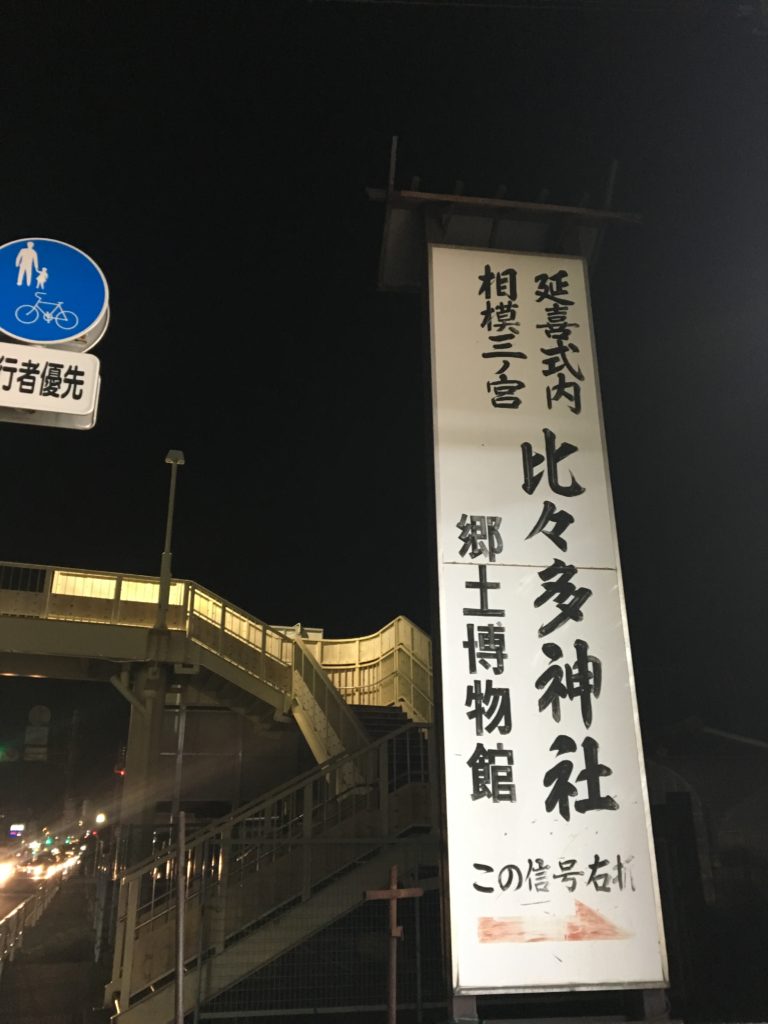 行者優先
延喜式内
相模三ノ宮
比々多神社
郷土博物館
この信号右折